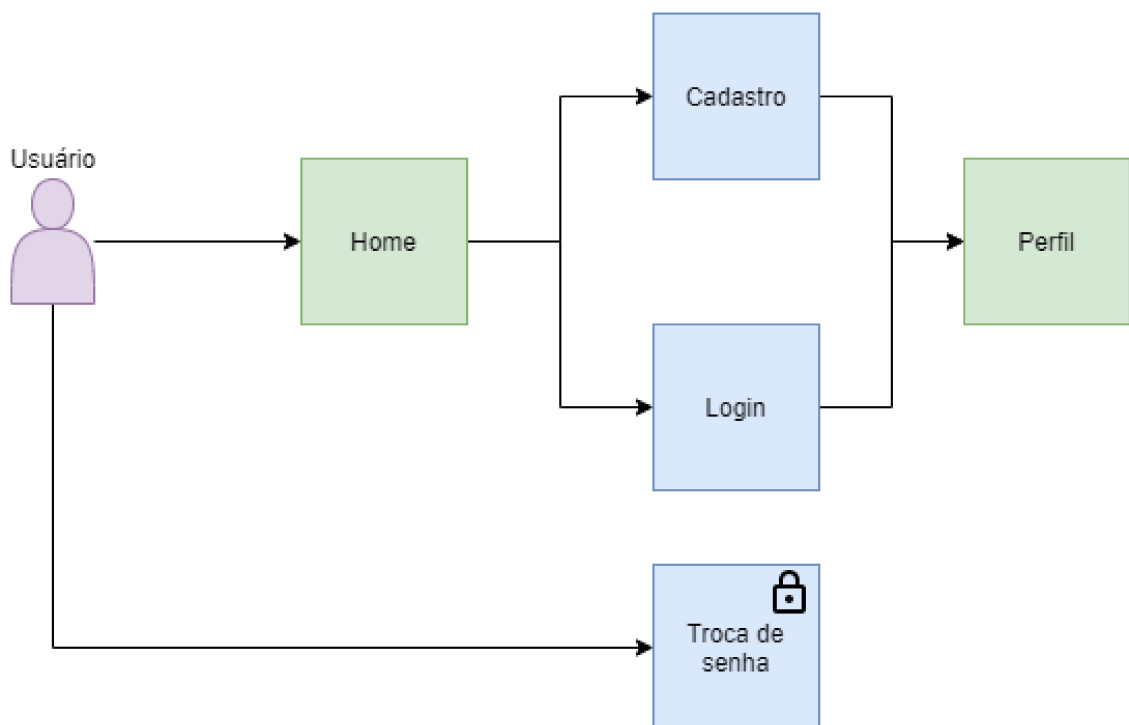 Usuário
Home
Cadastro
Login
Perfil
Troca de
senha